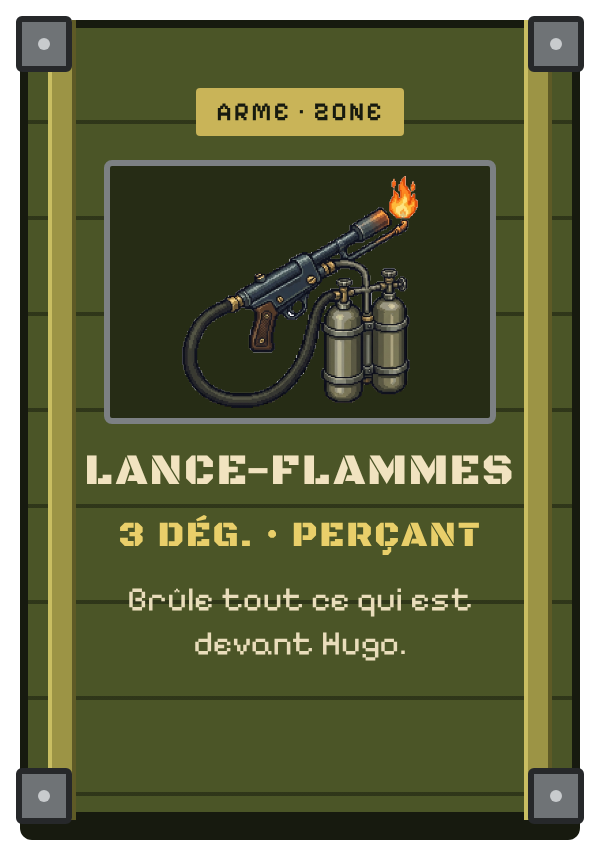 ARME · ZONE
LANCE-FLAMMES
3 DÉG. · PERÇANT
Brûle tout ce qui est
devant Hugo.